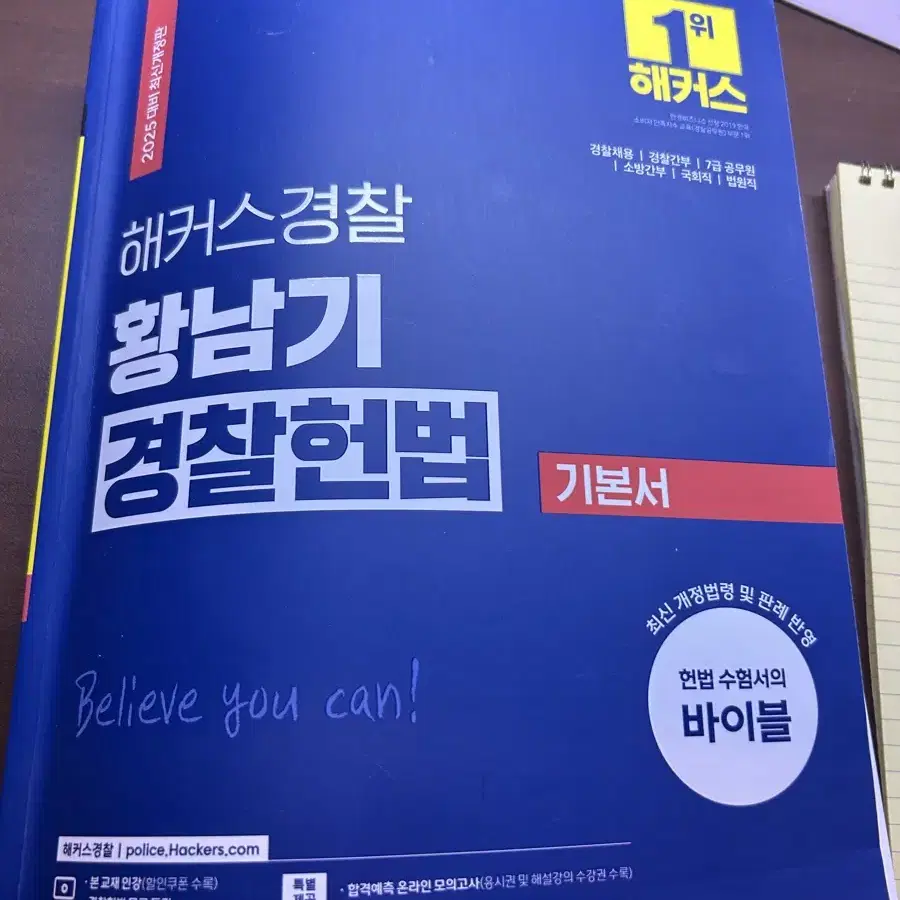 2025 대비 최신개정판
1위
해커스
경찰채용 | 경찰간부 | 7급 공무원
| 소방간부 | 국회직 | 법원직
해커스경찰
황남기
경찰헌법
기본서
최신 개정법령 및 판례 반영
헌법 수험서의
바이블
Believe you can!
해커스경찰 | police.Hackers.com
· 본 교재 인강(할인쿠폰 수록)
특별
· 합격예측 온라인 모의고사(응시권 및 해설강의 수강권 수록)